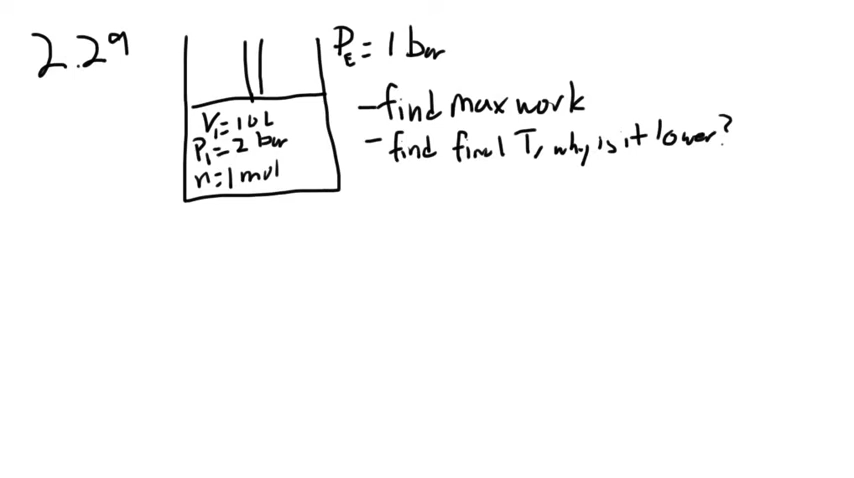 2.29
P_E = 1 bar
V₁ = 10L
P₁ = 2 bar
n = 1 mol
- find max work
- find final T, why is it lower?